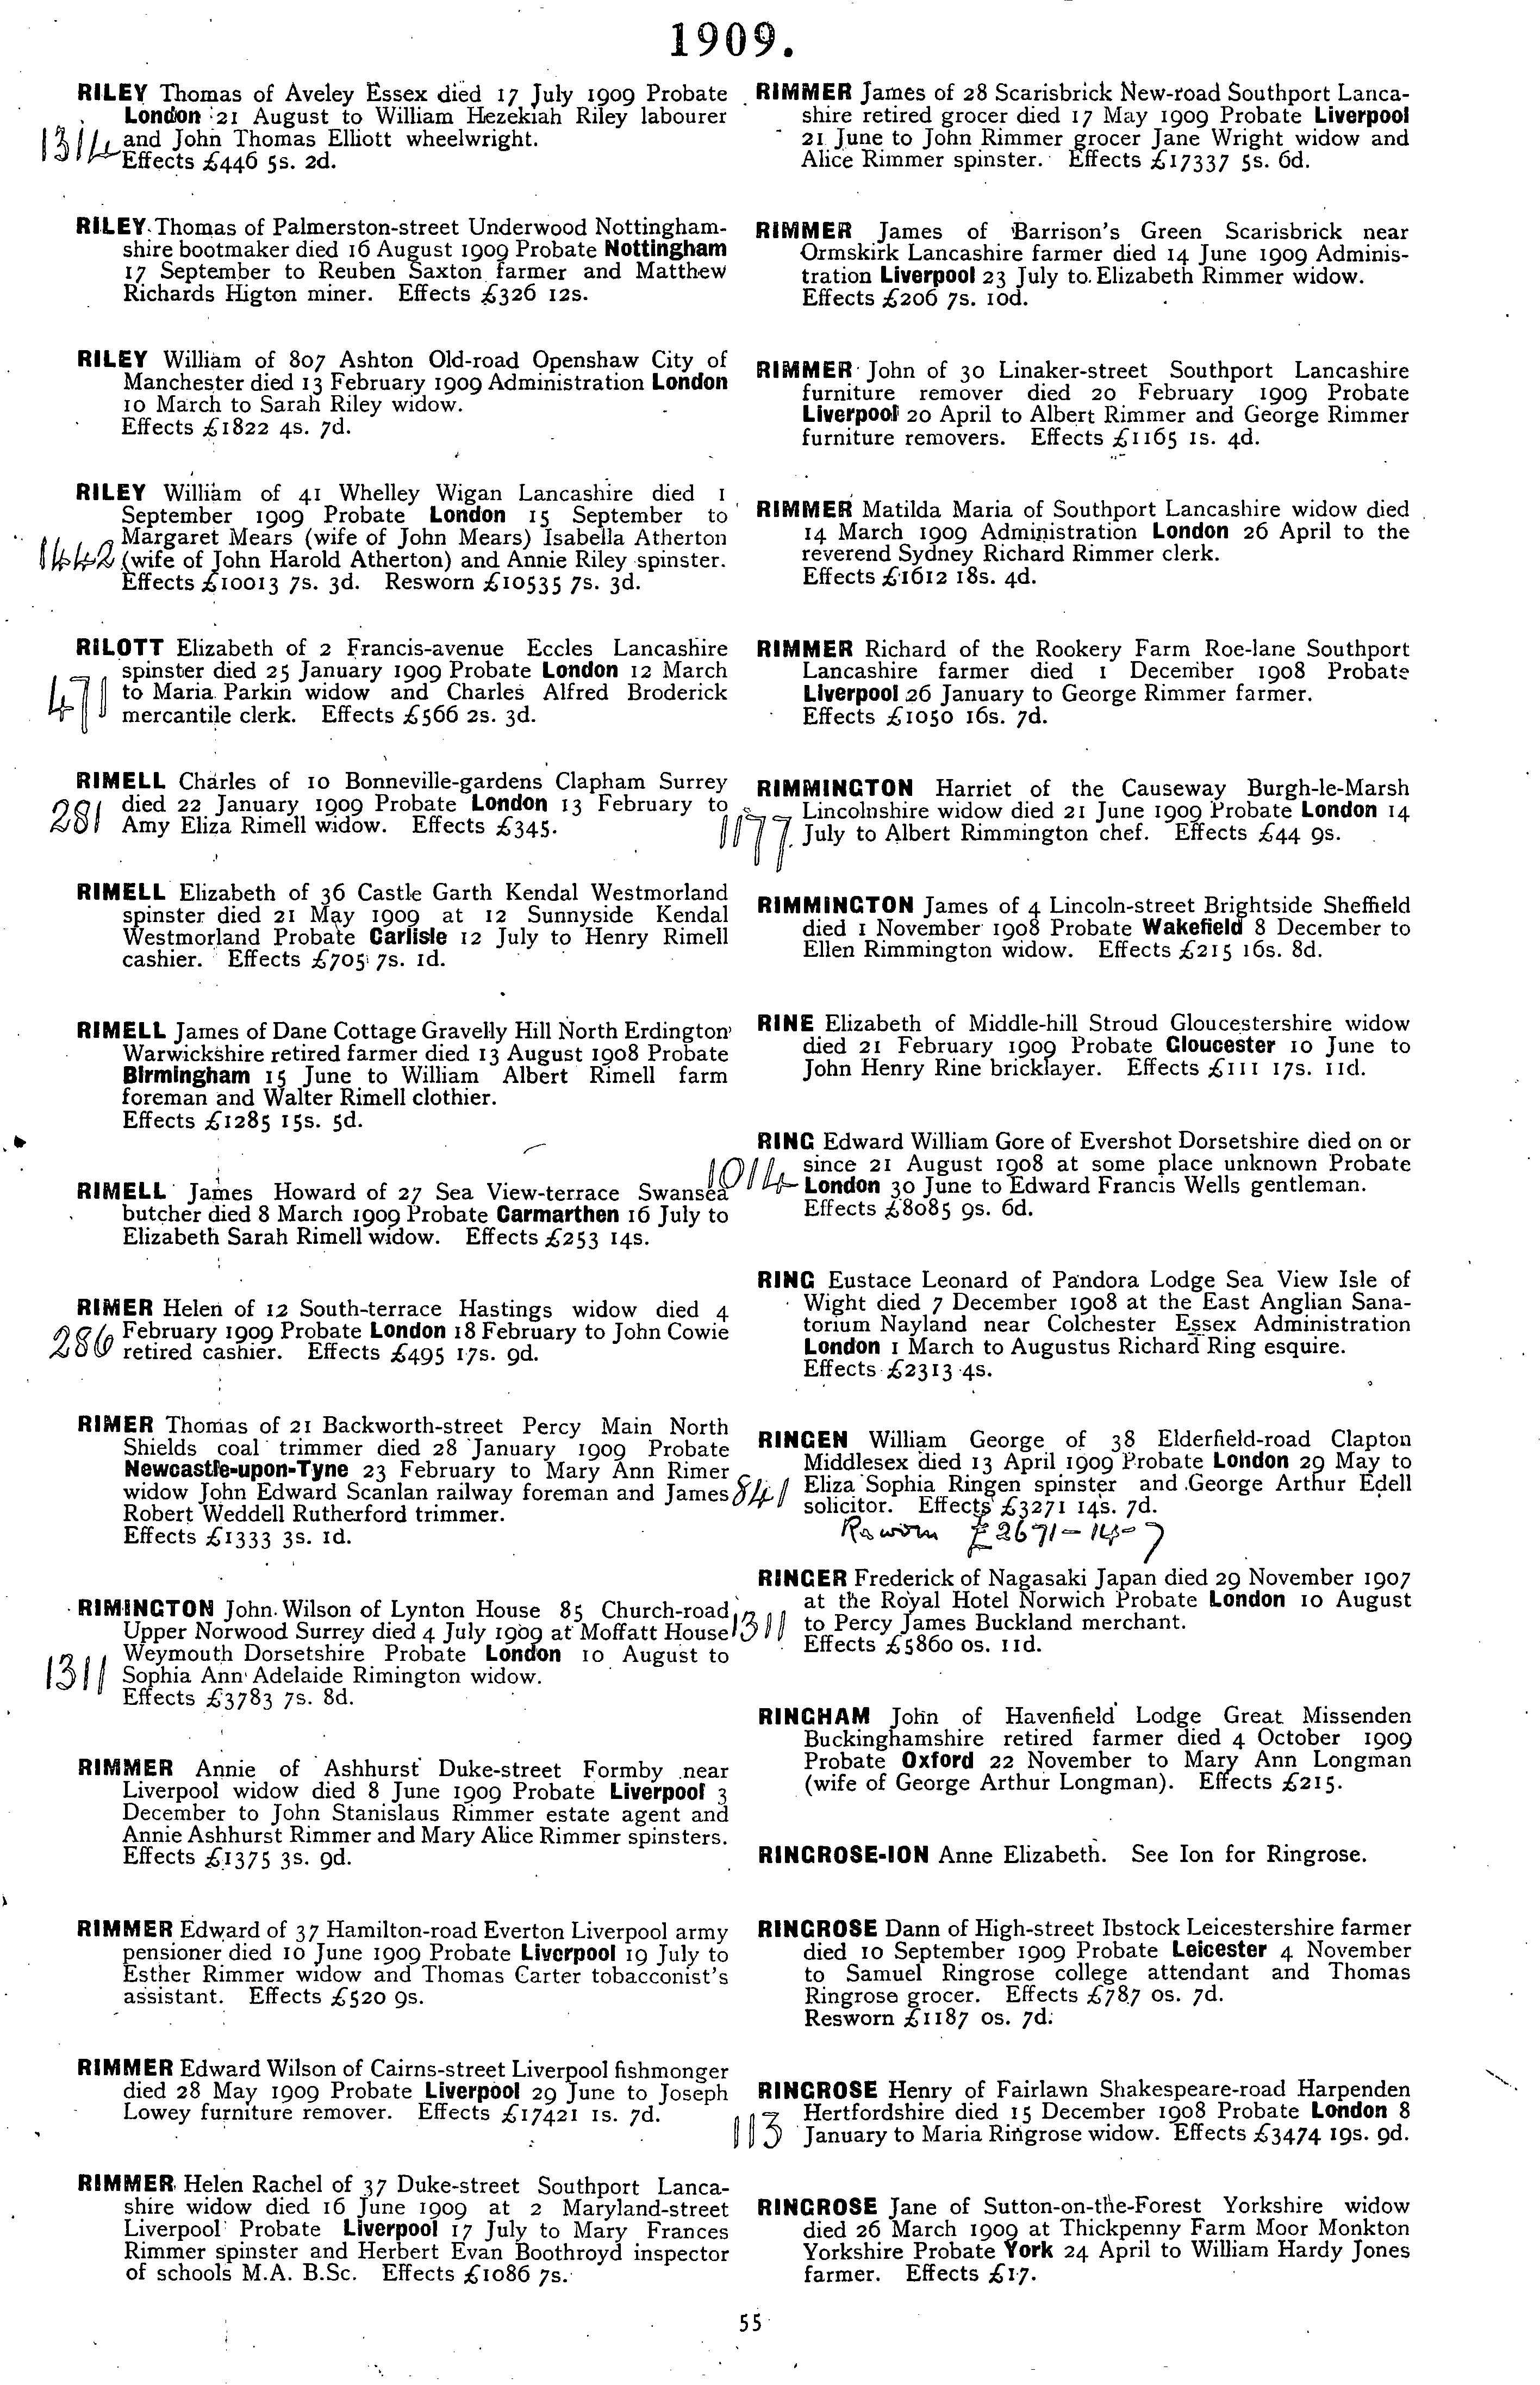 1909.
RILEY Thomas of Aveley Essex died 17 July 1909 Probate
London 21 August to William Hezekiah Riley labourer
and John Thomas Elliott wheelwright.
1314
Effects £446 5s. 2d.
RILEY Thomas of Palmerston-street Underwood Nottingham-
shire bootmaker died 16 August 1909 Probate Nottingham
17 September to Reuben Saxton farmer and Matthew
Richards Higton miner. Effects £326 12s.
RILEY William of 807 Ashton Old-road Openshaw City of
Manchester died 13 February 1909 Administration London
10 March to Sarah Riley widow.
Effects £1822 4s. 7d.
RILEY William of 41 Whelley Wigan Lancashire died 1
September 1909 Probate London 15 September to
Margaret Mears (wife of John Mears) Isabella Atherton
1442
(wife of John Harold Atherton) and Annie Riley spinster.
Effects £10013 7s. 3d. Resworn £10535 7s. 3d.
RILOTT Elizabeth of 2 Francis-avenue Eccles Lancashire
spinster died 25 January 1909 Probate London 12 March
471
to Maria Parkin widow and Charles Alfred Broderick
mercantile clerk. Effects £566 2s. 3d.
RIMELL Charles of 10 Bonneville-gardens Clapham Surrey
281
died 22 January 1909 Probate London 13 February to
Amy Eliza Rimell widow. Effects £345.
RIMELL Elizabeth of 36 Castle Garth Kendal Westmorland
spinster died 21 May 1909 at 12 Sunnyside Kendal
Westmorland Probate Carlisle 12 July to Henry Rimell
cashier. Effects £705 7s. 1d.
RIMELL James of Dane Cottage Gravelly Hill North Erdington
Warwickshire retired farmer died 13 August 1908 Probate
Birmingham 15 June to William Albert Rimell farm
foreman and Walter Rimell clothier.
Effects £1285 15s. 5d.
RIMELL James Howard of 27 Sea View-terrace Swansea
butcher died 8 March 1909 Probate Carmarthen 16 July to
Elizabeth Sarah Rimell widow. Effects £253 14s.
RIMER Helen of 12 South-terrace Hastings widow died 4
286
February 1909 Probate London 18 February to John Cowie
retired cashier. Effects £495 17s. 9d.
RIMER Thomas of 21 Backworth-street Percy Main North
Shields coal trimmer died 28 January 1909 Probate
Newcastle-upon-Tyne 23 February to Mary Ann Rimer
widow John Edward Scanlan railway foreman and James
Robert Weddell Rutherford trimmer.
Effects £1333 3s. 1d.
RIMINGTON John Wilson of Lynton House 85 Church-road
Upper Norwood Surrey died 4 July 1909 at Moffatt House
Weymouth Dorsetshire Probate London 10 August to
1311
Sophia Ann Adelaide Rimington widow.
Effects £3783 7s. 8d.
RIMMER Annie of Ashhurst Duke-street Formby near
Liverpool widow died 8 June 1909 Probate Liverpool 3
December to John Stanislaus Rimmer estate agent and
Annie Ashhurst Rimmer and Mary Alice Rimmer spinsters.
Effects £1375 3s. 9d.
RIMMER Edward of 37 Hamilton-road Everton Liverpool army
pensioner died 10 June 1909 Probate Liverpool 19 July to
Esther Rimmer widow and Thomas Carter tobacconist's
assistant. Effects £520 9s.
RIMMER Edward Wilson of Cairns-street Liverpool fishmonger
died 28 May 1909 Probate Liverpool 29 June to Joseph
Lowey furniture remover. Effects £17421 1s. 7d.
RIMMER Helen Rachel of 37 Duke-street Southport Lanca-
shire widow died 16 June 1909 at 2 Maryland-street
Liverpool Probate Liverpool 17 July to Mary Frances
Rimmer spinster and Herbert Evan Boothroyd inspector
of schools M.A. B.Sc. Effects £1086 7s.
RIMMER James of 28 Scarisbrick New-road Southport Lanca-
shire retired grocer died 17 May 1909 Probate Liverpool
21 June to John Rimmer grocer Jane Wright widow and
Alice Rimmer spinster. Effects £17337 5s. 6d.
RIMMER James of Barrison's Green Scarisbrick near
Ormskirk Lancashire farmer died 14 June 1909 Adminis-
tration Liverpool 23 July to Elizabeth Rimmer widow.
Effects £206 7s. 10d.
RIMMER John of 30 Linaker-street Southport Lancashire
furniture remover died 20 February 1909 Probate
Liverpool 20 April to Albert Rimmer and George Rimmer
furniture removers. Effects £1165 1s. 4d.
RIMMER Matilda Maria of Southport Lancashire widow died
14 March 1909 Administration London 26 April to the
reverend Sydney Richard Rimmer clerk.
Effects £1612 18s. 4d.
RIMMER Richard of the Rookery Farm Roe-lane Southport
Lancashire farmer died 1 December 1908 Probate
Liverpool 26 January to George Rimmer farmer.
Effects £1050 16s. 7d.
RIMMINGTON Harriet of the Causeway Burgh-le-Marsh
Lincolnshire widow died 21 June 1909 Probate London 14
1177
July to Albert Rimmington chef. Effects £44 9s.
RIMMINGTON James of 4 Lincoln-street Brightside Sheffield
died 1 November 1908 Probate Wakefield 8 December to
Ellen Rimmington widow. Effects £215 16s. 8d.
RINE Elizabeth of Middle-hill Stroud Gloucestershire widow
died 21 February 1909 Probate Gloucester 10 June to
John Henry Rine bricklayer. Effects £111 17s. 11d.
RING Edward William Gore of Evershot Dorsetshire died on or
since 21 August 1908 at some place unknown Probate
1014
London 30 June to Edward Francis Wells gentleman.
Effects £8085 9s. 6d.
RING Eustace Leonard of Pandora Lodge Sea View Isle of
Wight died 7 December 1908 at the East Anglian Sana-
torium Nayland near Colchester Essex Administration
London 1 March to Augustus Richard Ring esquire.
Effects £2313 4s.
RINGEN William George of 38 Elderfield-road Clapton
Middlesex died 13 April 1909 Probate London 29 May to
841
Eliza Sophia Ringen spinster and George Arthur Edell
solicitor. Effects £3271 14s. 7d.
Resworn £2671-14-7
RINGER Frederick of Nagasaki Japan died 29 November 1907
at the Royal Hotel Norwich Probate London 10 August
1311
to Percy James Buckland merchant.
Effects £5860 0s. 11d.
RINGHAM John of Havenfield Lodge Great Missenden
Buckinghamshire retired farmer died 4 October 1909
Probate Oxford 22 November to Mary Ann Longman
(wife of George Arthur Longman). Effects £215.
RINGROSE-ION Anne Elizabeth. See Ion for Ringrose.
RINGROSE Dann of High-street Ibstock Leicestershire farmer
died 10 September 1909 Probate Leicester 4 November
to Samuel Ringrose college attendant and Thomas
Ringrose grocer. Effects £787 0s. 7d.
Resworn £1187 0s. 7d.
RINGROSE Henry of Fairlawn Shakespeare-road Harpenden
Hertfordshire died 15 December 1908 Probate London 8
113
January to Maria Ringrose widow. Effects £3474 19s. 9d.
RINGROSE Jane of Sutton-on-the-Forest Yorkshire widow
died 26 March 1909 at Thickpenny Farm Moor Monkton
Yorkshire Probate York 24 April to William Hardy Jones
farmer. Effects £17.
55